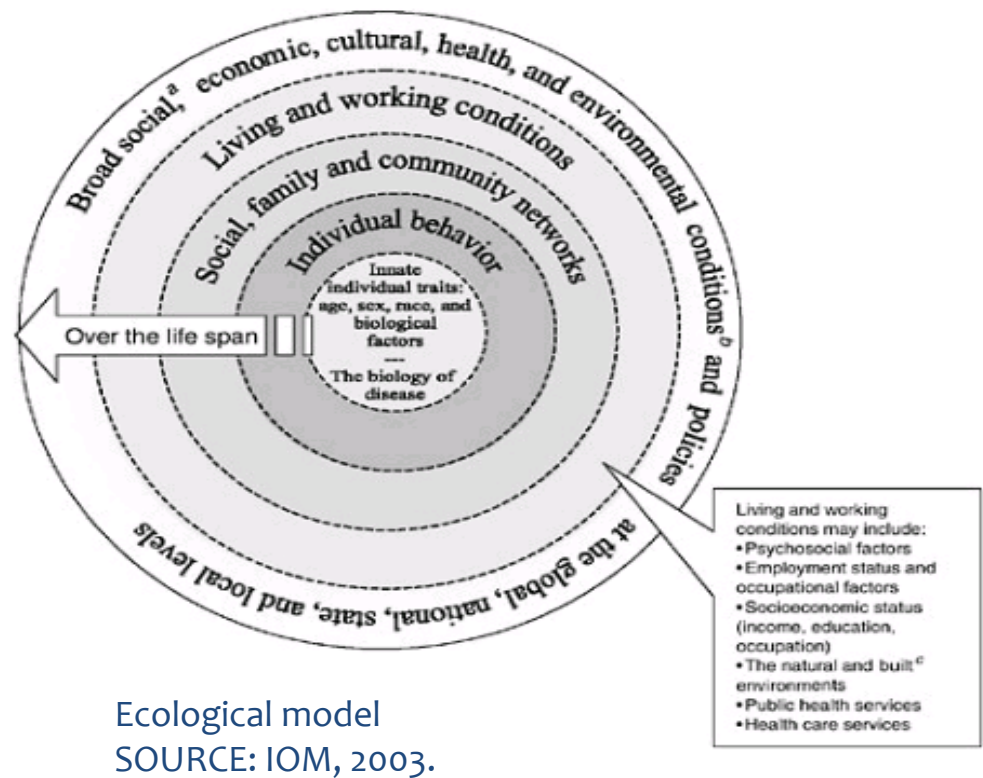 Broad social,ᵃ economic, cultural, health, and environmental conditionsᵇ and policies
at the global, national, state, and local levels
Living and working conditions
Social, family and community networks
Individual behavior
Innate
individual traits:
age, sex, race, and
biological
factors
---
The biology of
disease
Over the life span
Living and working
conditions may include:
•Psychosocial factors
•Employment status and
occupational factors
•Socioeconomic status
(income, education,
occupation)
•The natural and builtᶜ
environments
•Public health services
•Health care services
Ecological model
SOURCE: IOM, 2003.